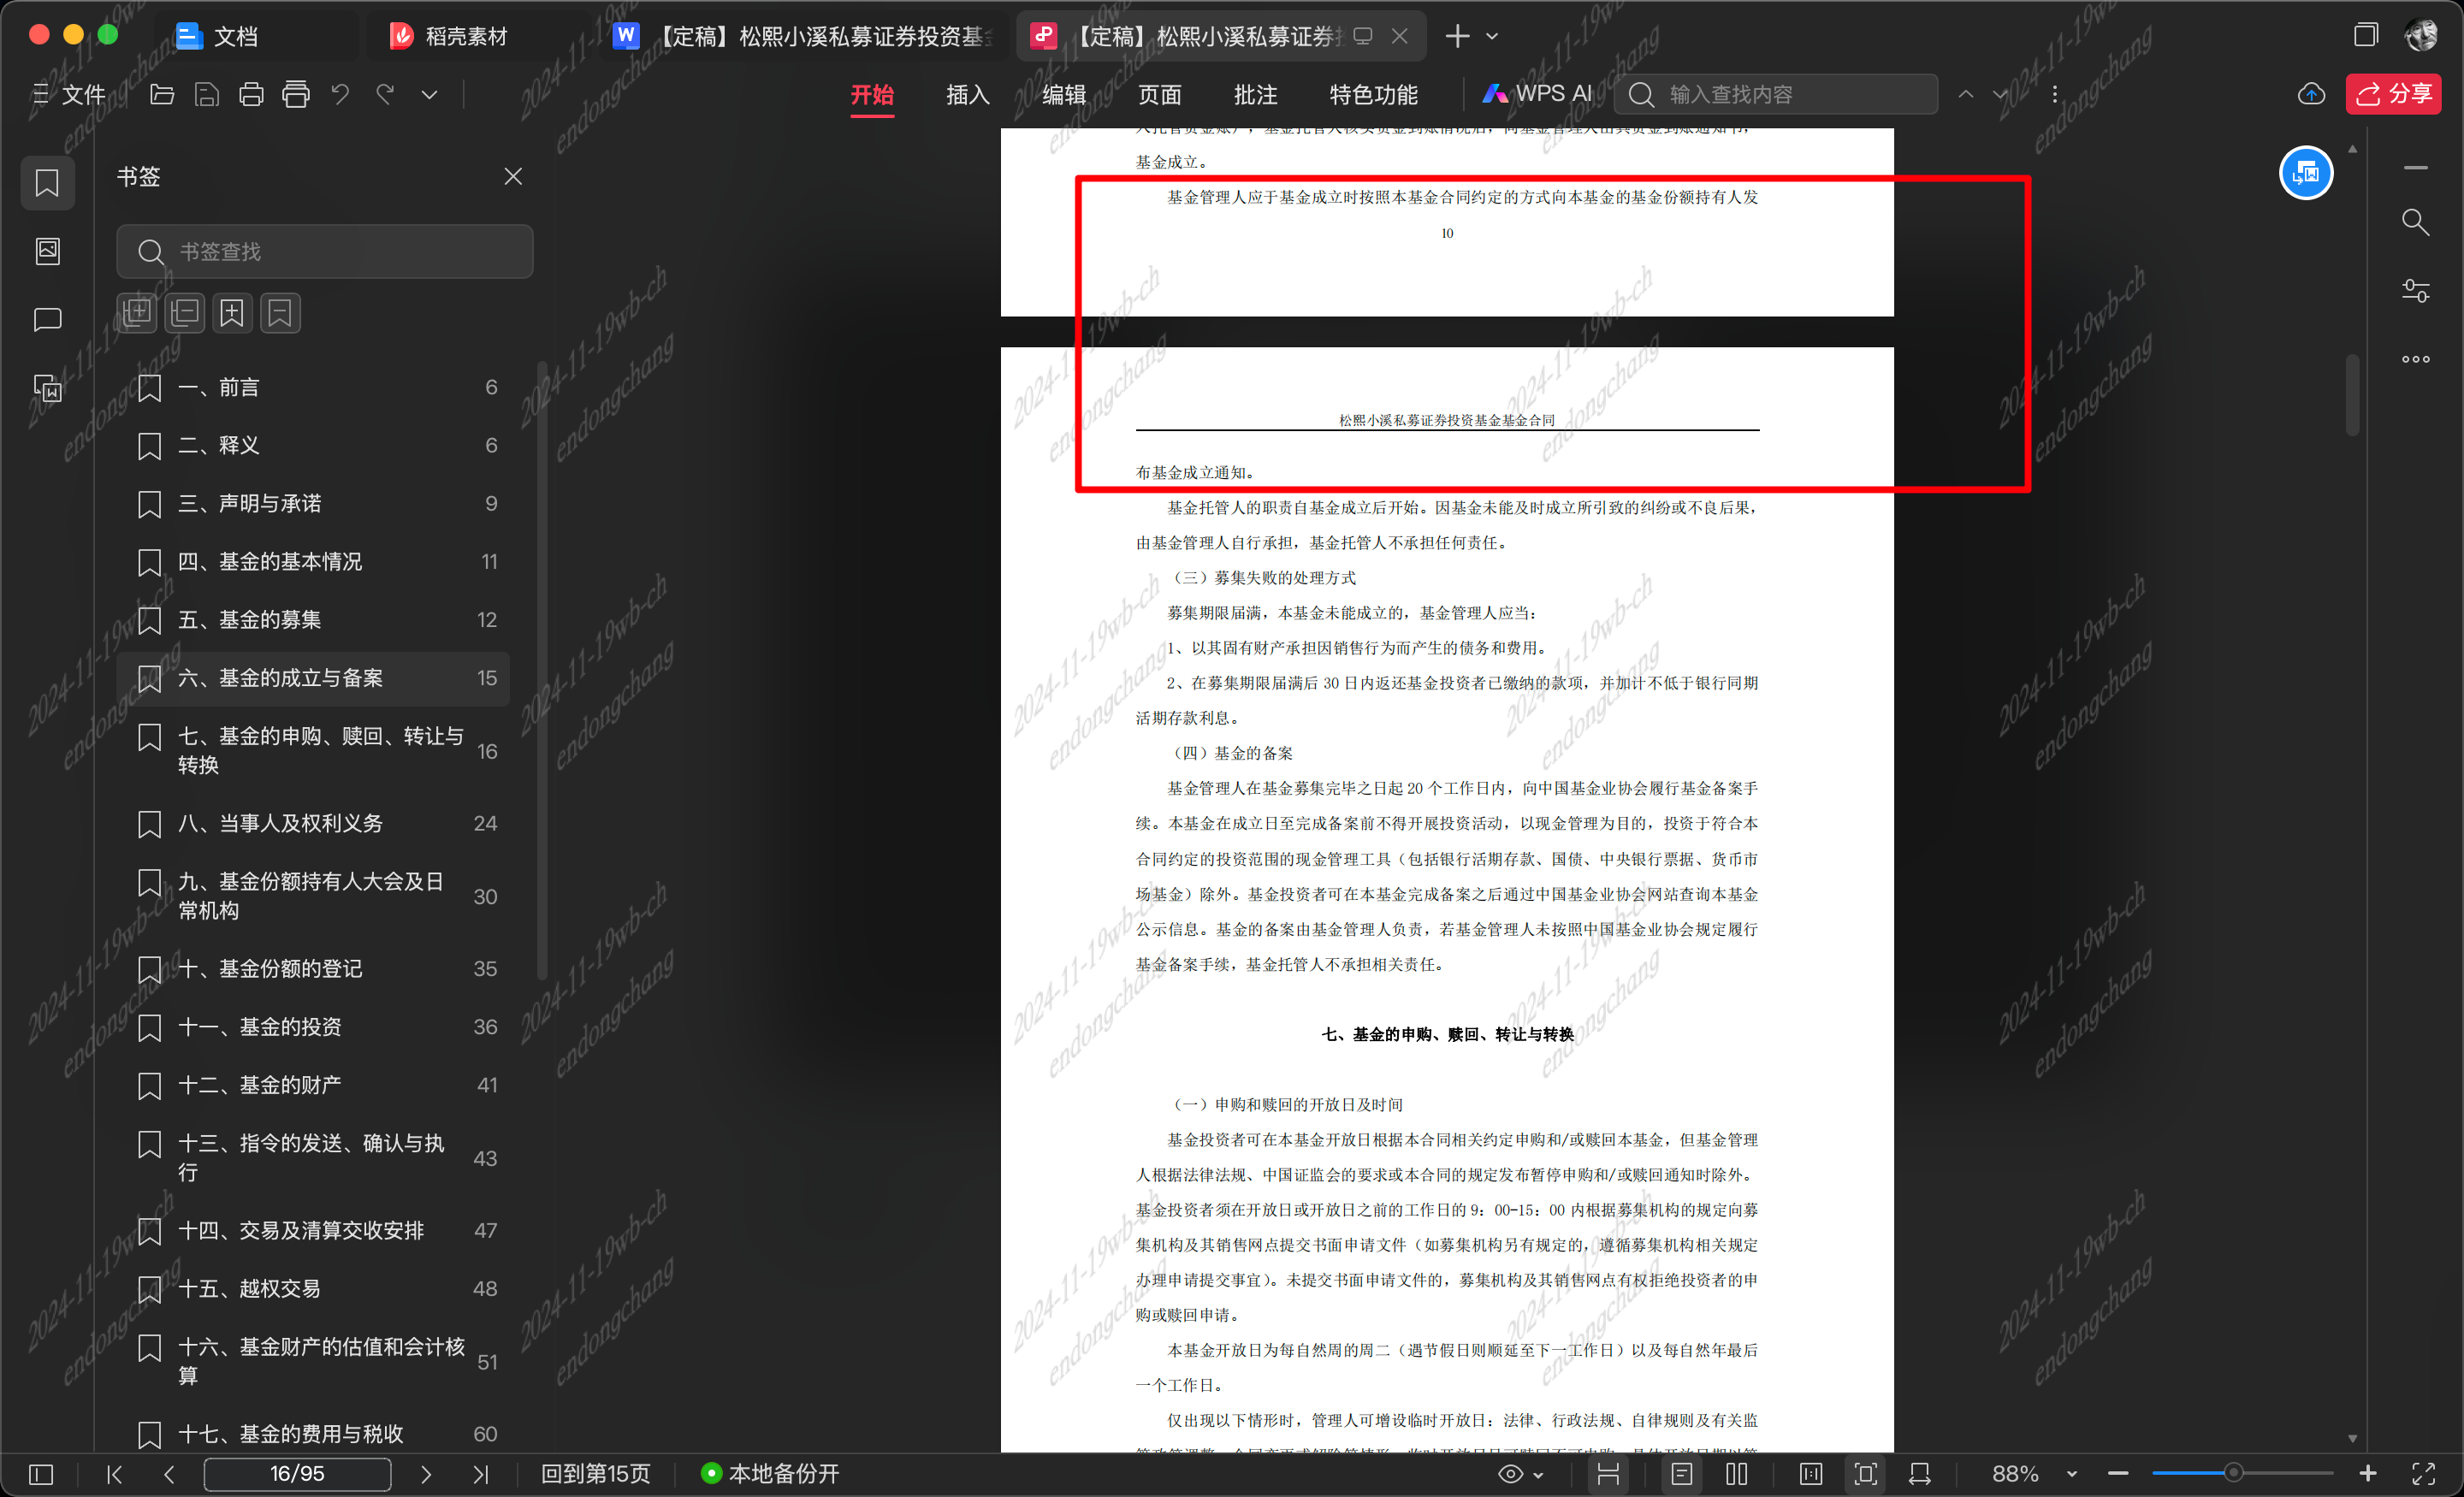 文档
稻壳素材
【定稿】松熙小溪私募证券投资基金
【定稿】松熙小溪私募证券
文件
开始
插入
编辑
页面
批注
特色功能
WPS AI
输入查找内容
分享
书签
书签查找
一、前言 6
二、释义 6
三、声明与承诺 9
四、基金的基本情况 11
五、基金的募集 12
六、基金的成立与备案 15
七、基金的申购、赎回、转让与
转换 16
八、当事人及权利义务 24
九、基金份额持有人大会及日
常机构 30
十、基金份额的登记 35
十一、基金的投资 36
十二、基金的财产 41
十三、指令的发送、确认与执
行 43
十四、交易及清算交收安排 47
十五、越权交易 48
十六、基金财产的估值和会计核
算 51
十七、基金的费用与税收 60
基金成立。
基金管理人应于基金成立时按照本基金合同约定的方式向本基金的基金份额持有人发
10
松熙小溪私募证券投资基金基金合同
布基金成立通知。
基金托管人的职责自基金成立后开始。因基金未能及时成立所引致的纠纷或不良后果，
由基金管理人自行承担，基金托管人不承担任何责任。
（三）募集失败的处理方式
募集期限届满，本基金未能成立的，基金管理人应当：
1、以其固有财产承担因销售行为而产生的债务和费用。
2、在募集期限届满后 30 日内返还基金投资者已缴纳的款项，并加计不低于银行同期
活期存款利息。
（四）基金的备案
基金管理人在基金募集完毕之日起 20 个工作日内，向中国基金业协会履行基金备案手
续。本基金在成立日至完成备案前不得开展投资活动，以现金管理为目的，投资于符合本
合同约定的投资范围的现金管理工具（包括银行活期存款、国债、中央银行票据、货币市
场基金）除外。基金投资者可在本基金完成备案之后通过中国基金业协会网站查询本基金
公示信息。基金的备案由基金管理人负责，若基金管理人未按照中国基金业协会规定履行
基金备案手续，基金托管人不承担相关责任。
七、基金的申购、赎回、转让与转换
（一）申购和赎回的开放日及时间
基金投资者可在本基金开放日根据本合同相关约定申购和/或赎回本基金，但基金管理
人根据法律法规、中国证监会的要求或本合同的规定发布暂停申购和/或赎回通知时除外。
基金投资者须在开放日或开放日之前的工作日的 9：00-15：00 内根据募集机构的规定向募
集机构及其销售网点提交书面申请文件（如募集机构另有规定的，遵循募集机构相关规定
办理申请提交事宜）。未提交书面申请文件的，募集机构及其销售网点有权拒绝投资者的申
购或赎回申请。
本基金开放日为每自然周的周二（遇节假日则顺延至下一工作日）以及每自然年最后
一个工作日。
仅出现以下情形时，管理人可增设临时开放日：法律、行政法规、自律规则及有关监
16/95
回到第15页
本地备份开
88%
2024-11-19wb-ch
endongchang